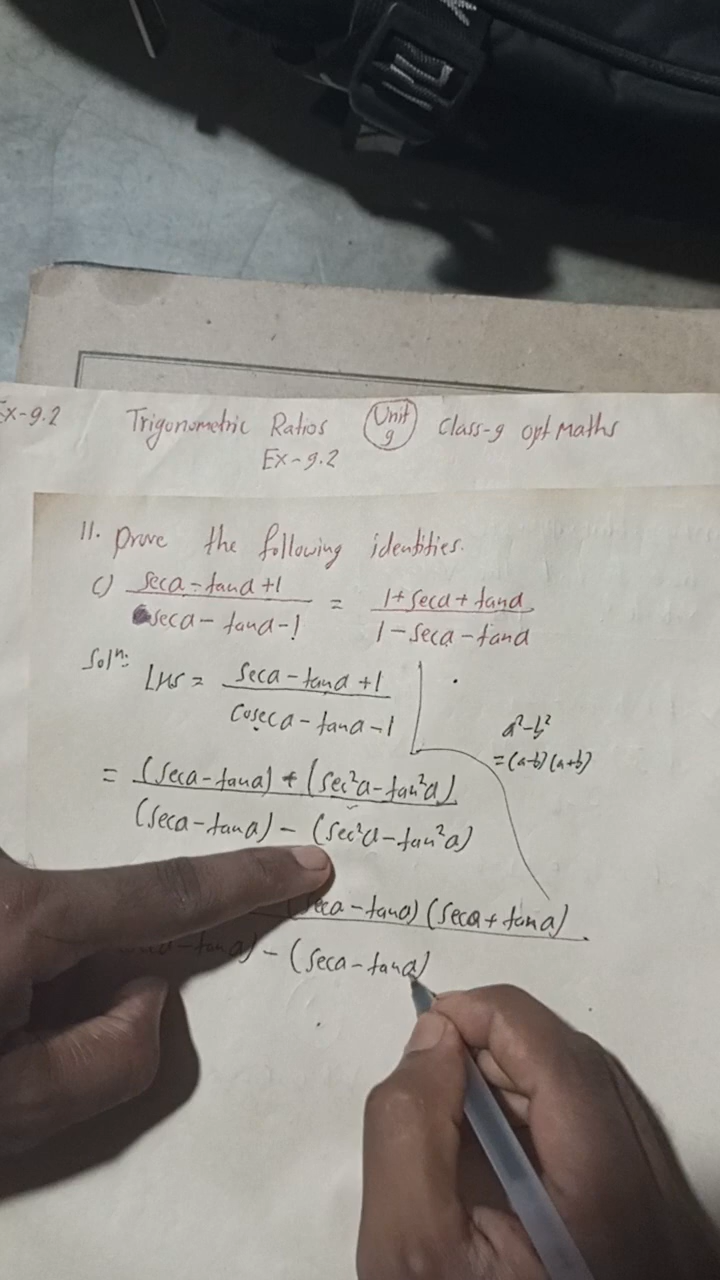 Ex-9.2 Trigonometric Ratios Unit 9 Class-9 opt Maths
Ex-9.2
11. prove the following identities.
c) (seca - tana + 1)/(seca - tana - 1) = (1 + seca + tana)/(1 - seca - tana)
Solⁿ: LHS = (seca - tana + 1)/(coseca - tana - 1)
a²-b²
= (a-b)(a+b)
= ((seca - tana) + (sec²a - tan²a))/((seca - tana) - (sec²a - tan²a))
(seca - tana) (seca + tana)
- tana) - (seca - tana)